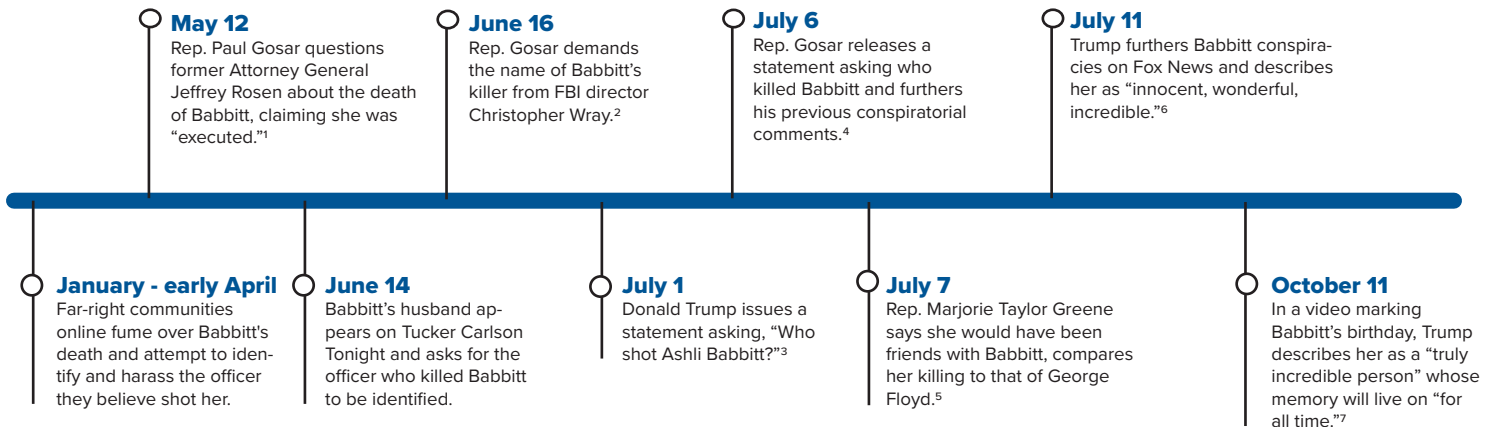 May 12
Rep. Paul Gosar questions
former Attorney General
Jeffrey Rosen about the death
of Babbitt, claiming she was
“executed.”¹
June 16
Rep. Gosar demands
the name of Babbitt’s
killer from FBI director
Christopher Wray.²
July 6
Rep. Gosar releases a
statement asking who
killed Babbitt and furthers
his previous conspiratorial
comments.⁴
July 11
Trump furthers Babbitt conspira-
cies on Fox News and describes
her as “innocent, wonderful,
incredible.”⁶
January - early April
Far-right communities
online fume over Babbitt's
death and attempt to iden-
tify and harass the officer
they believe shot her.
June 14
Babbitt’s husband ap-
pears on Tucker Carlson
Tonight and asks for the
officer who killed Babbitt
to be identified.
July 1
Donald Trump issues a
statement asking, “Who
shot Ashli Babbitt?”³
July 7
Rep. Marjorie Taylor Greene
says she would have been
friends with Babbitt, compares
her killing to that of George
Floyd.⁵
October 11
In a video marking
Babbitt’s birthday, Trump
describes her as a “truly
incredible person” whose
memory will live on “for
all time.”⁷